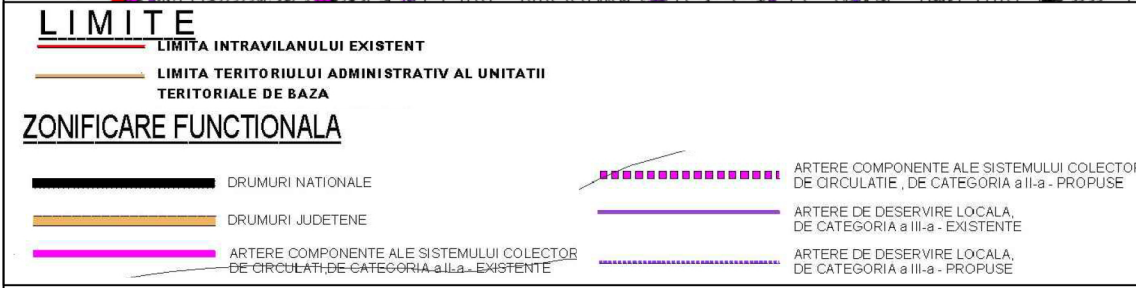 LIMITE
LIMITA INTRAVILANULUI EXISTENT
LIMITA TERITORIULUI ADMINISTRATIV AL UNITATII
TERITORIALE DE BAZA
ZONIFICARE FUNCTIONALA
DRUMURI NATIONALE
DRUMURI JUDETENE
ARTERE COMPONENTE ALE SISTEMULUI COLECTOR
DE CIRCULATI,DE CATEGORIA a II-a - EXISTENTE
ARTERE COMPONENTE ALE SISTEMULUI COLECTOR
DE CIRCULATIE , DE CATEGORIA a II-a - PROPUSE
ARTERE DE DESERVIRE LOCALA,
DE CATEGORIA a III-a - EXISTENTE
ARTERE DE DESERVIRE LOCALA,
DE CATEGORIA a III-a - PROPUSE